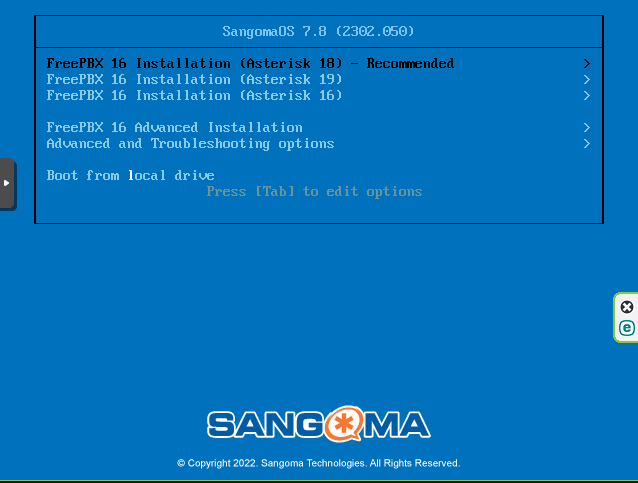 SangomaOS 7.8 (2302.050)
FreePBX 16 Installation (Asterisk 18) - Recommended >
FreePBX 16 Installation (Asterisk 19) >
FreePBX 16 Installation (Asterisk 16) >
FreePBX 16 Advanced Installation >
Advanced and Troubleshooting options >
Boot from local drive
Press [Tab] to edit options
e
SANGOMA
© Copyright 2022. Sangoma Technologies. All Rights Reserved.